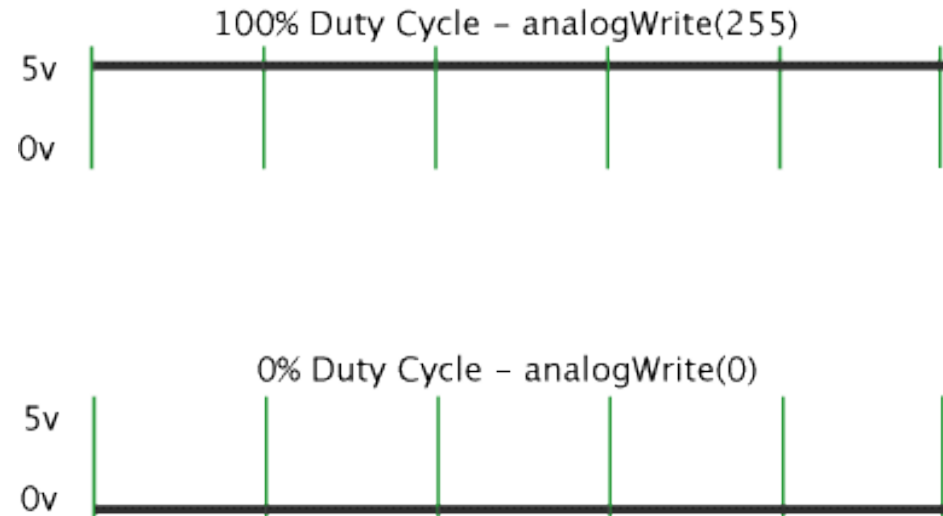 100% Duty Cycle – analogWrite(255)
5v
0v
0% Duty Cycle – analogWrite(0)
5v
0v